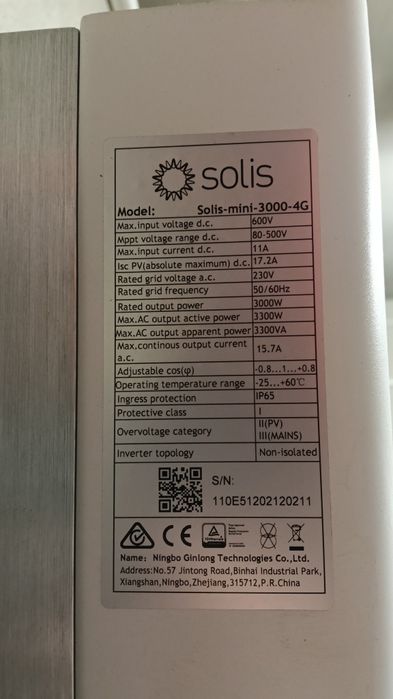 solis
Model: Solis-mini-3000-4G
Max.input voltage d.c. 600V
Mppt voltage range d.c. 80-500V
Max.input current d.c. 11A
Isc PV(absolute maximum) d.c. 17.2A
Rated grid voltage a.c. 230V
Rated grid frequency 50/60Hz
Rated output power 3000W
Max.AC output active power 3300W
Max.AC output apparent power 3300VA
Max.continous output current 15.7A
a.c.
Adjustable cos(φ) -0.8...1...+0.8
Operating temperature range -25...+60℃
Ingress protection IP65
Protective class I
Overvoltage category II(PV)
III(MAINS)
Inverter topology Non-isolated
S/N:
110E51202120211
CE
Name: Ningbo Ginlong Technologies Co.,Ltd.
Address:No.57 Jintong Road,Binhai Industrial Park,
Xiangshan,Ningbo,Zhejiang,315712,P.R.China